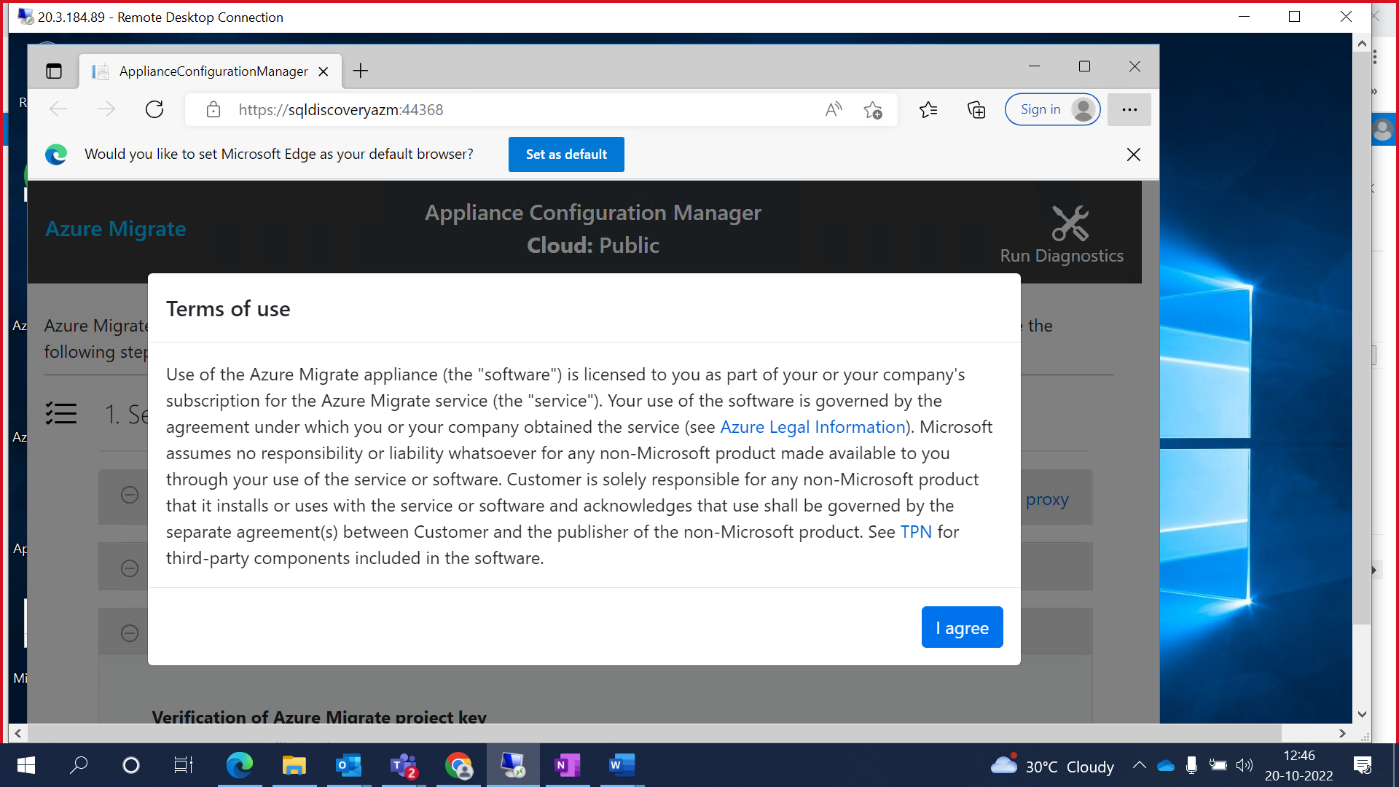 20.3.184.89 - Remote Desktop Connection
ApplianceConfigurationManager
https://sqldiscoveryazm:44368
Sign in
Would you like to set Microsoft Edge as your default browser?
Set as default
Azure Migrate
Appliance Configuration Manager
Cloud: Public
Run Diagnostics
Terms of use
Azure Migrate
the
following step
Use of the Azure Migrate appliance (the "software") is licensed to you as part of your or your company's
subscription for the Azure Migrate service (the "service"). Your use of the software is governed by the
agreement under which you or your company obtained the service (see Azure Legal Information). Microsoft
assumes no responsibility or liability whatsoever for any non-Microsoft product made available to you
through your use of the service or software. Customer is solely responsible for any non-Microsoft product
that it installs or uses with the service or software and acknowledges that use shall be governed by the
separate agreement(s) between Customer and the publisher of the non-Microsoft product. See TPN for
third-party components included in the software.
1. Se
proxy
I agree
Verification of Azure Migrate project key
Az
Az
Ap
Mi
2
30°C Cloudy
12:46
20-10-2022